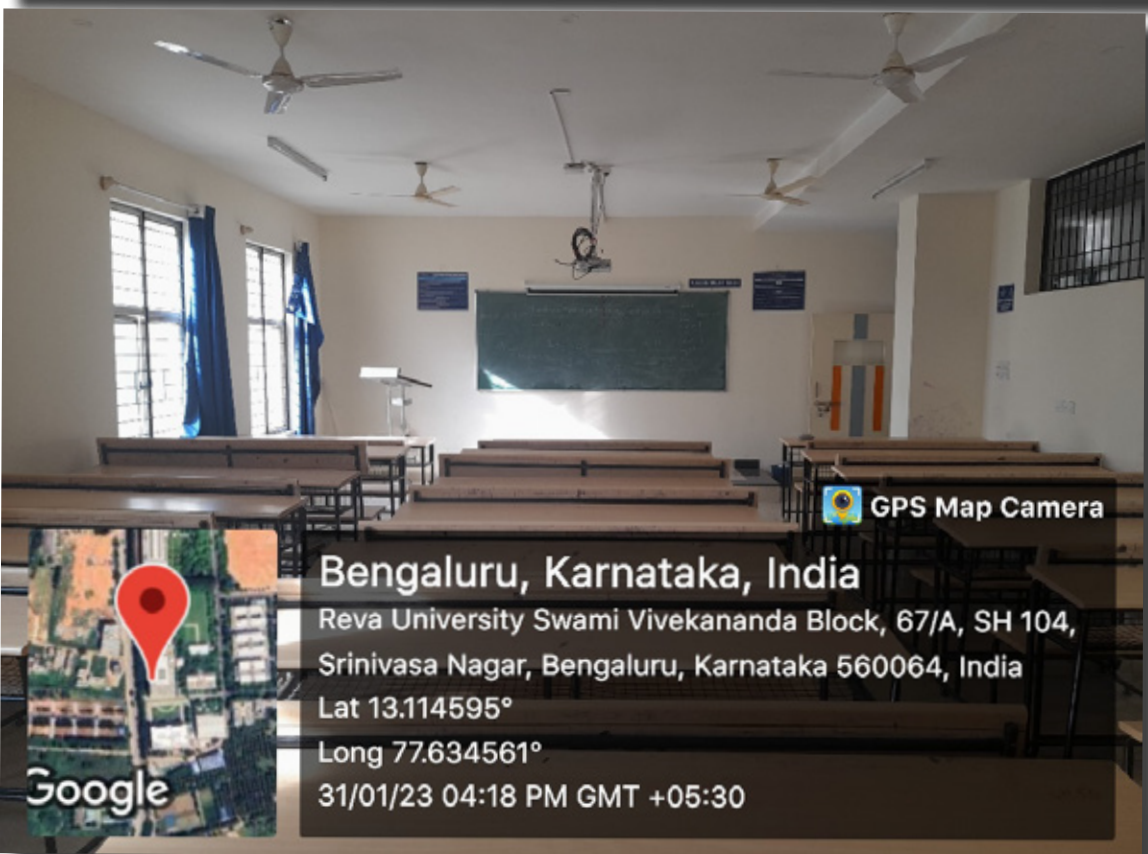 GPS Map Camera
Bengaluru, Karnataka, India
Reva University Swami Vivekananda Block, 67/A, SH 104,
Srinivasa Nagar, Bengaluru, Karnataka 560064, India
Lat 13.114595°
Long 77.634561°
31/01/23 04:18 PM GMT +05:30
Google